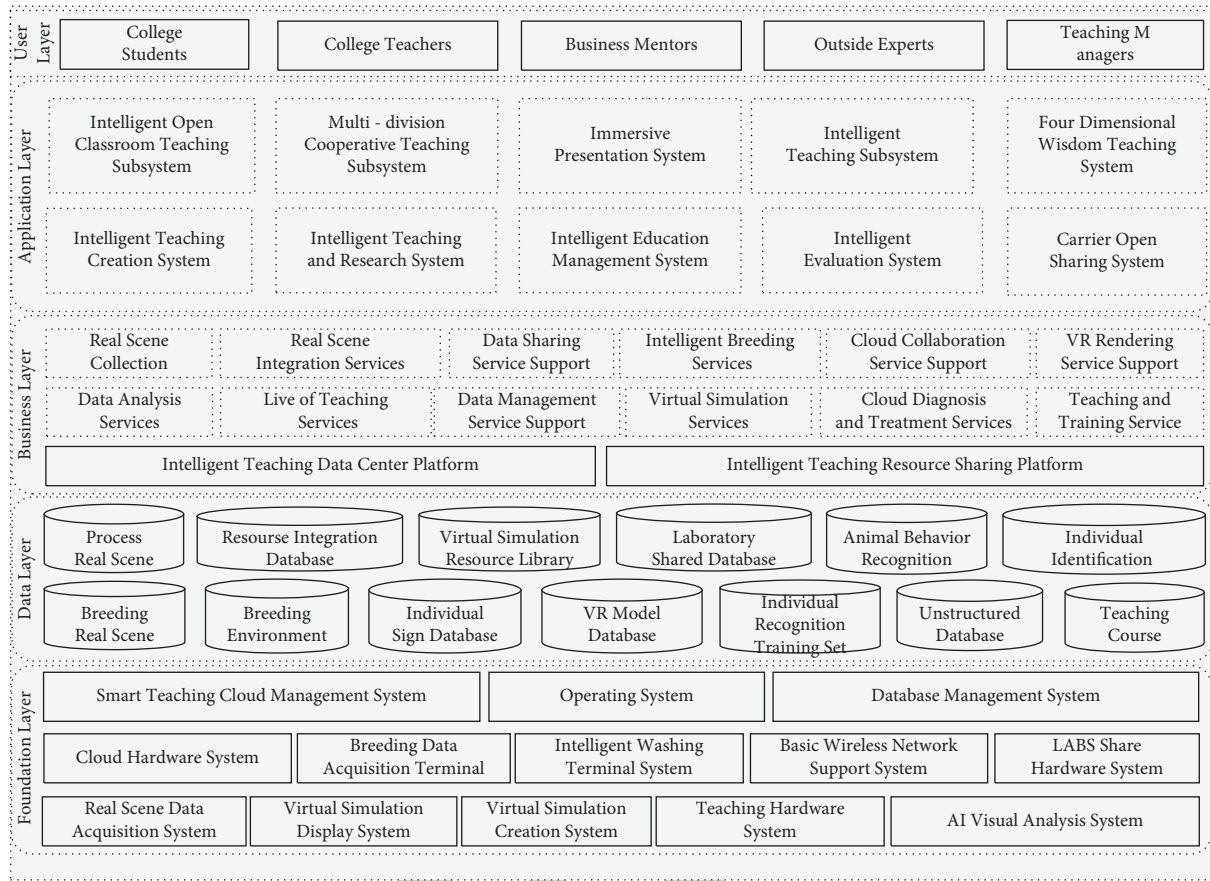 User
Layer
College
Students
College Teachers
Business Mentors
Outside Experts
Teaching M
anagers
Application Layer
Intelligent Open
Classroom Teaching
Subsystem
Multi - division
Cooperative Teaching
Subsystem
Immersive
Presentation System
Intelligent
Teaching Subsystem
Four Dimensional
Wisdom Teaching
System
Intelligent Teaching
Creation System
Intelligent Teaching
and Research System
Intelligent Education
Management System
Intelligent
Evaluation System
Carrier Open
Sharing System
Business Layer
Real Scene
Collection
Real Scene
Integration Services
Data Sharing
Service Support
Intelligent Breeding
Services
Cloud Collaboration
Service Support
VR Rendering
Service Support
Data Analysis
Services
Live of Teaching
Services
Data Management
Service Support
Virtual Simulation
Services
Cloud Diagnosis
and Treatment Services
Teaching and
Training Service
Intelligent Teaching Data Center Platform
Intelligent Teaching Resource Sharing Platform
Data Layer
Process
Real Scene
Resourse Integration
Database
Virtual Simulation
Resource Library
Laboratory
Shared Database
Animal Behavior
Recognition
Individual
Identification
Breeding
Real Scene
Breeding
Environment
Individual
Sign Database
VR Model
Database
Individual
Recognition
Training Set
Unstructured
Database
Teaching
Course
Foundation Layer
Smart Teaching Cloud Management System
Operating System
Database Management System
Cloud Hardware System
Breeding Data
Acquisition Terminal
Intelligent Washing
Terminal System
Basic Wireless Network
Support System
LABS Share
Hardware System
Real Scene Data
Acquisition System
Virtual Simulation
Display System
Virtual Simulation
Creation System
Teaching Hardware
System
AI Visual Analysis System